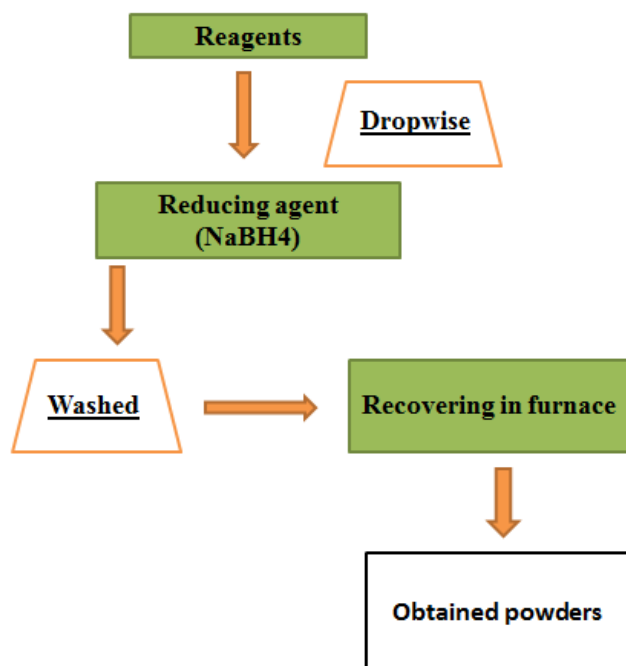 Reagents
Dropwise
Reducing agent
(NaBH4)
Washed
Recovering in furnace
Obtained powders